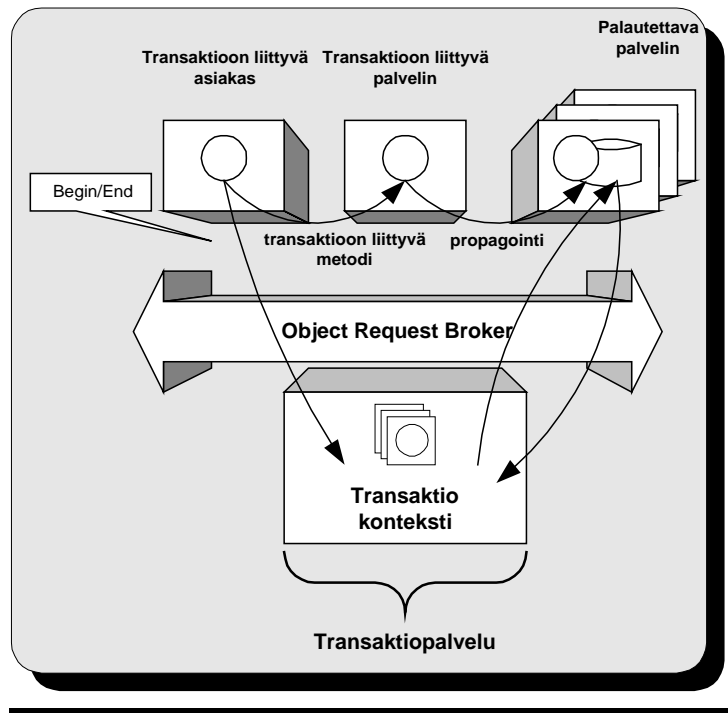 Palautettava
palvelin
Transaktioon liittyvä
asiakas
Transaktioon liittyvä
palvelin
Begin/End
transaktioon liittyvä
metodi
propagointi
Object Request Broker
Transaktio
konteksti
Transaktiopalvelu